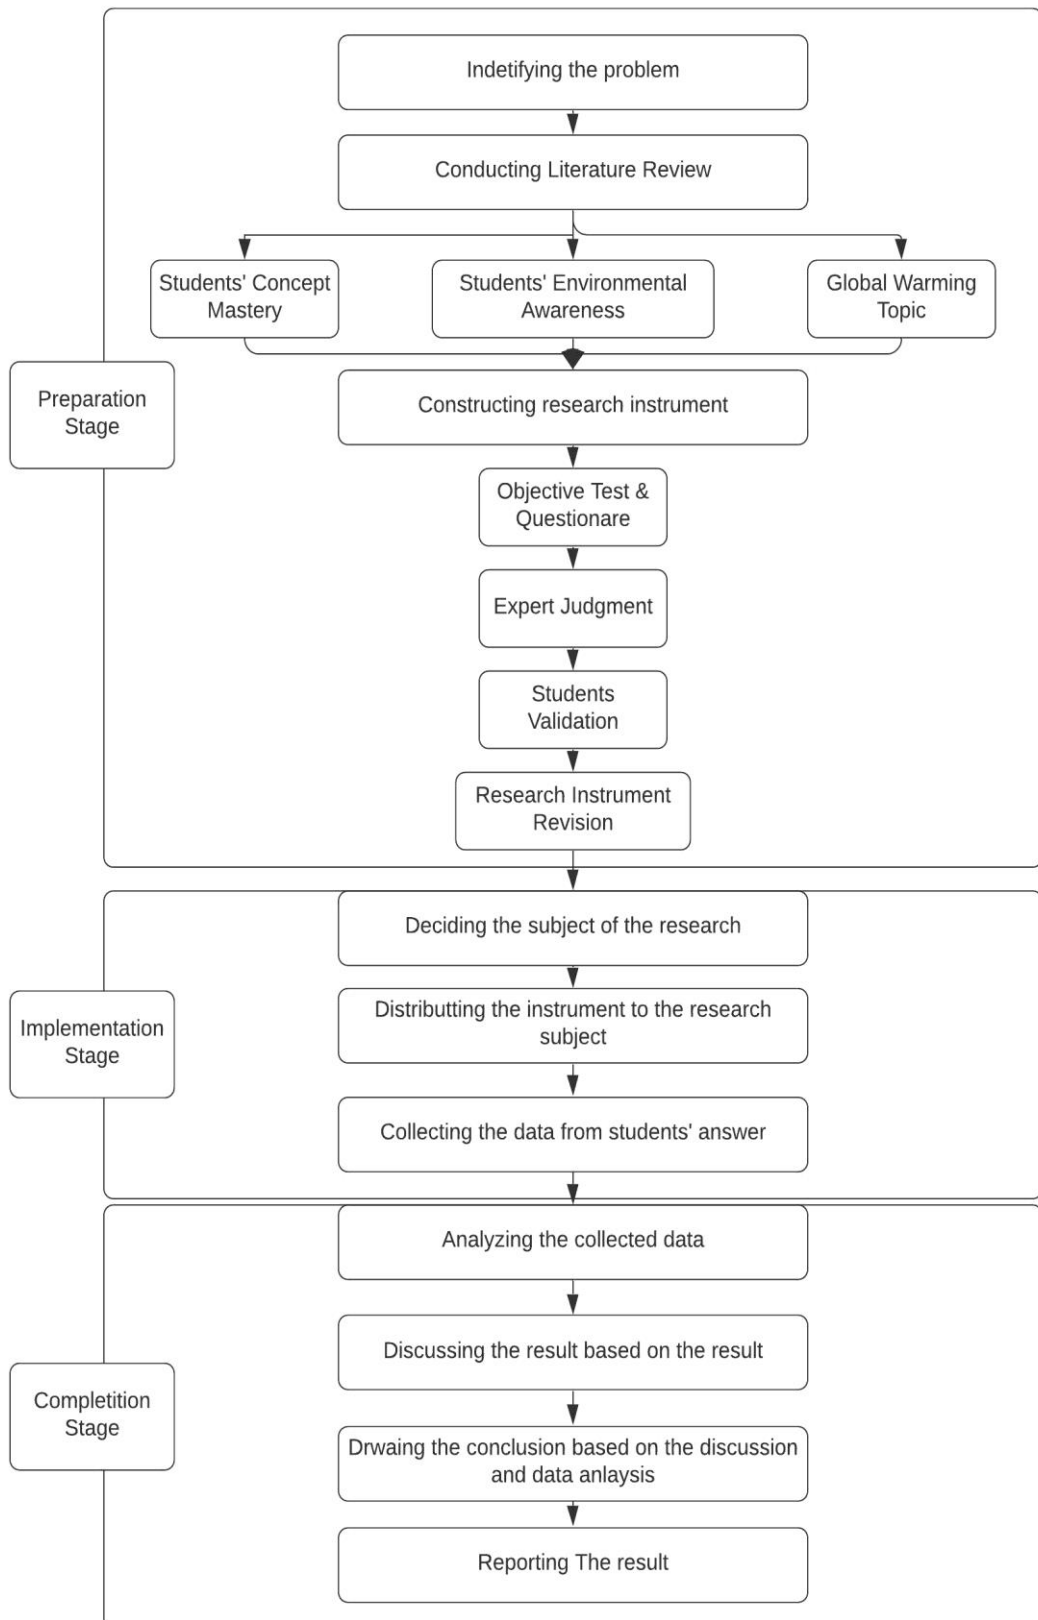 Indetifying the problem
Conducting Literature Review
Students' Concept
Mastery
Students' Environmental
Awareness
Global Warming
Topic
Preparation
Stage
Constructing research instrument
Objective Test &
Questionare
Expert Judgment
Students
Validation
Research Instrument
Revision
Deciding the subject of the research
Implementation
Stage
Distributting the instrument to the research
subject
Collecting the data from students' answer
Analyzing the collected data
Discussing the result based on the result
Completition
Stage
Drwaing the conclusion based on the discussion
and data anlaysis
Reporting The result